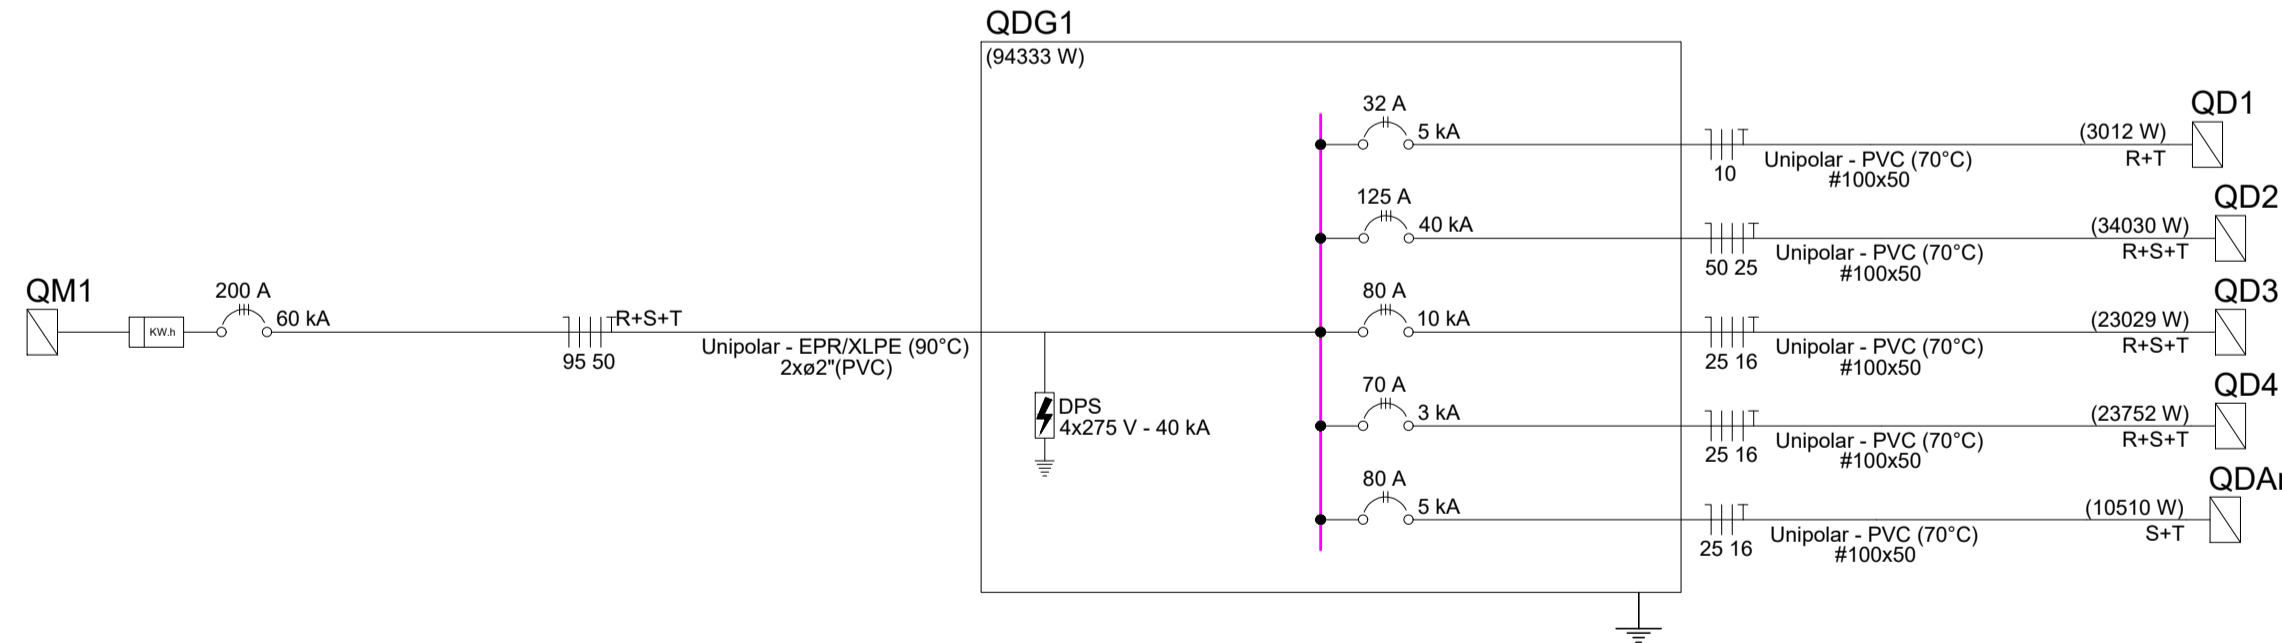 QDG1
(94333 W)
QM1
KW.h
200 A
60 kA
95 50
R+S+T
Unipolar - EPR/XLPE (90°C)
2xø2"(PVC)
DPS
4x275 V - 40 kA
32 A
5 kA
10
Unipolar - PVC (70°C)
#100x50
(3012 W)
R+T
QD1
125 A
40 kA
50 25
Unipolar - PVC (70°C)
#100x50
(34030 W)
R+S+T
QD2
80 A
10 kA
25 16
Unipolar - PVC (70°C)
#100x50
(23029 W)
R+S+T
QD3
70 A
3 kA
25 16
Unipolar - PVC (70°C)
#100x50
(23752 W)
R+S+T
QD4
80 A
5 kA
25 16
Unipolar - PVC (70°C)
#100x50
(10510 W)
S+T